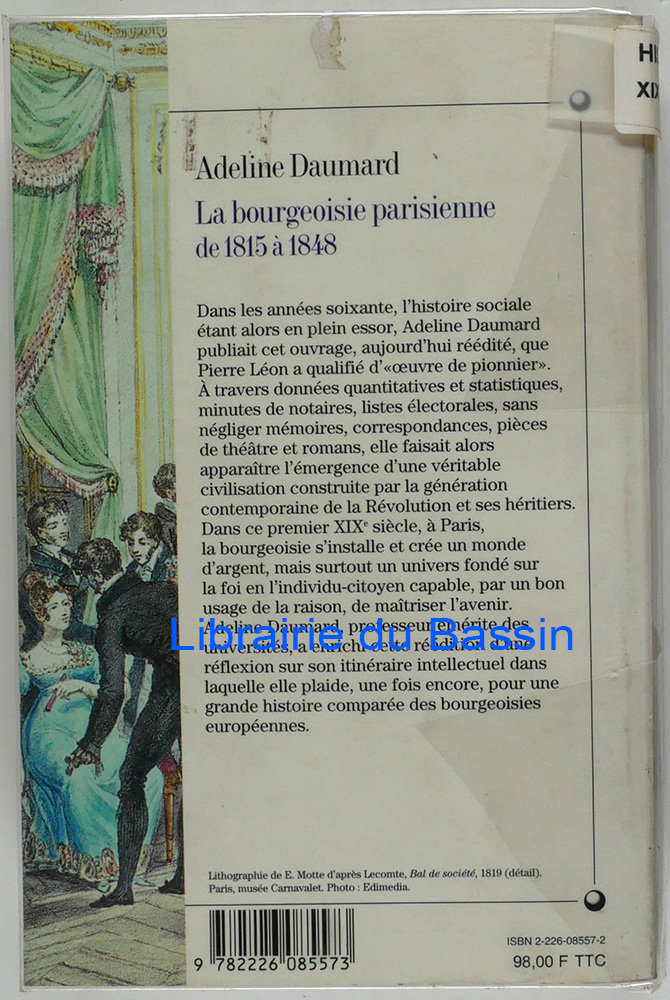 HI
XIX
Adeline Daumard
La bourgeoisie parisienne
de 1815 à 1848
Dans les années soixante, l'histoire sociale
étant alors en plein essor, Adeline Daumard
publiait cet ouvrage, aujourd'hui réédité, que
Pierre Léon a qualifié d'«œuvre de pionnier».
À travers données quantitatives et statistiques,
minutes de notaires, listes électorales, sans
négliger mémoires, correspondances, pièces
de théâtre et romans, elle faisait alors
apparaître l'émergence d'une véritable
civilisation construite par la génération
contemporaine de la Révolution et ses héritiers.
Dans ce premier XIXe siècle, à Paris,
la bourgeoisie s'installe et crée un monde
d'argent, mais surtout un univers fondé sur
la foi en l'individu-citoyen capable, par un bon
usage de la raison, de maîtriser l'avenir.
Adeline Daumard, professeur émérite des
universités, a enrichi cette réédition d'une
réflexion sur son itinéraire intellectuel dans
laquelle elle plaide, une fois encore, pour une
grande histoire comparée des bourgeoisies
européennes.
Librairie du Bassin
Lithographie de E. Motte d'après Lecomte, Bal de société, 1819 (détail).
Paris, musée Carnavalet. Photo : Edimedia.
9 782226 085573
ISBN 2-226-08557-2
98,00 F TTC